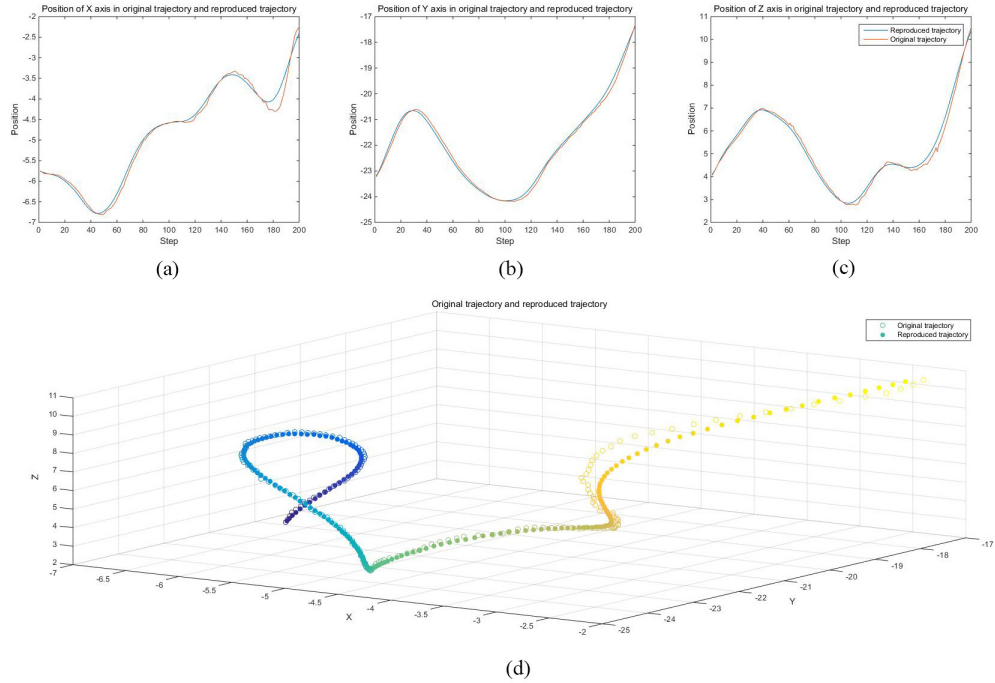 Position of X axis in original trajectory and reproduced trajectory
-2
-2.5
-3
-3.5
-4
-4.5
-5
-5.5
-6
-6.5
-7
Position
0 20 40 60 80 100 120 140 160 180 200
Step
(a)
Position of Y axis in original trajectory and reproduced trajectory
-17
-18
-19
-20
-21
-22
-23
-24
-25
Position
0 20 40 60 80 100 120 140 160 180 200
Step
(b)
Position of Z axis in original trajectory and reproduced trajectory
11
10
9
8
7
6
5
4
3
2
Position
Reproduced trajectory
Original trajectory
0 20 40 60 80 100 120 140 160 180 200
Step
(c)
Original trajectory and reproduced trajectory
Original trajectory
Reproduced trajectory
11
10
9
8
7
6
5
4
3
2
Z
-7
-6.5
-6
-5.5
-5
-4.5
-4
-3.5
-3
-2.5
-2
X
-25
-24
-23
-22
-21
-20
-19
-18
-17
Y
(d)